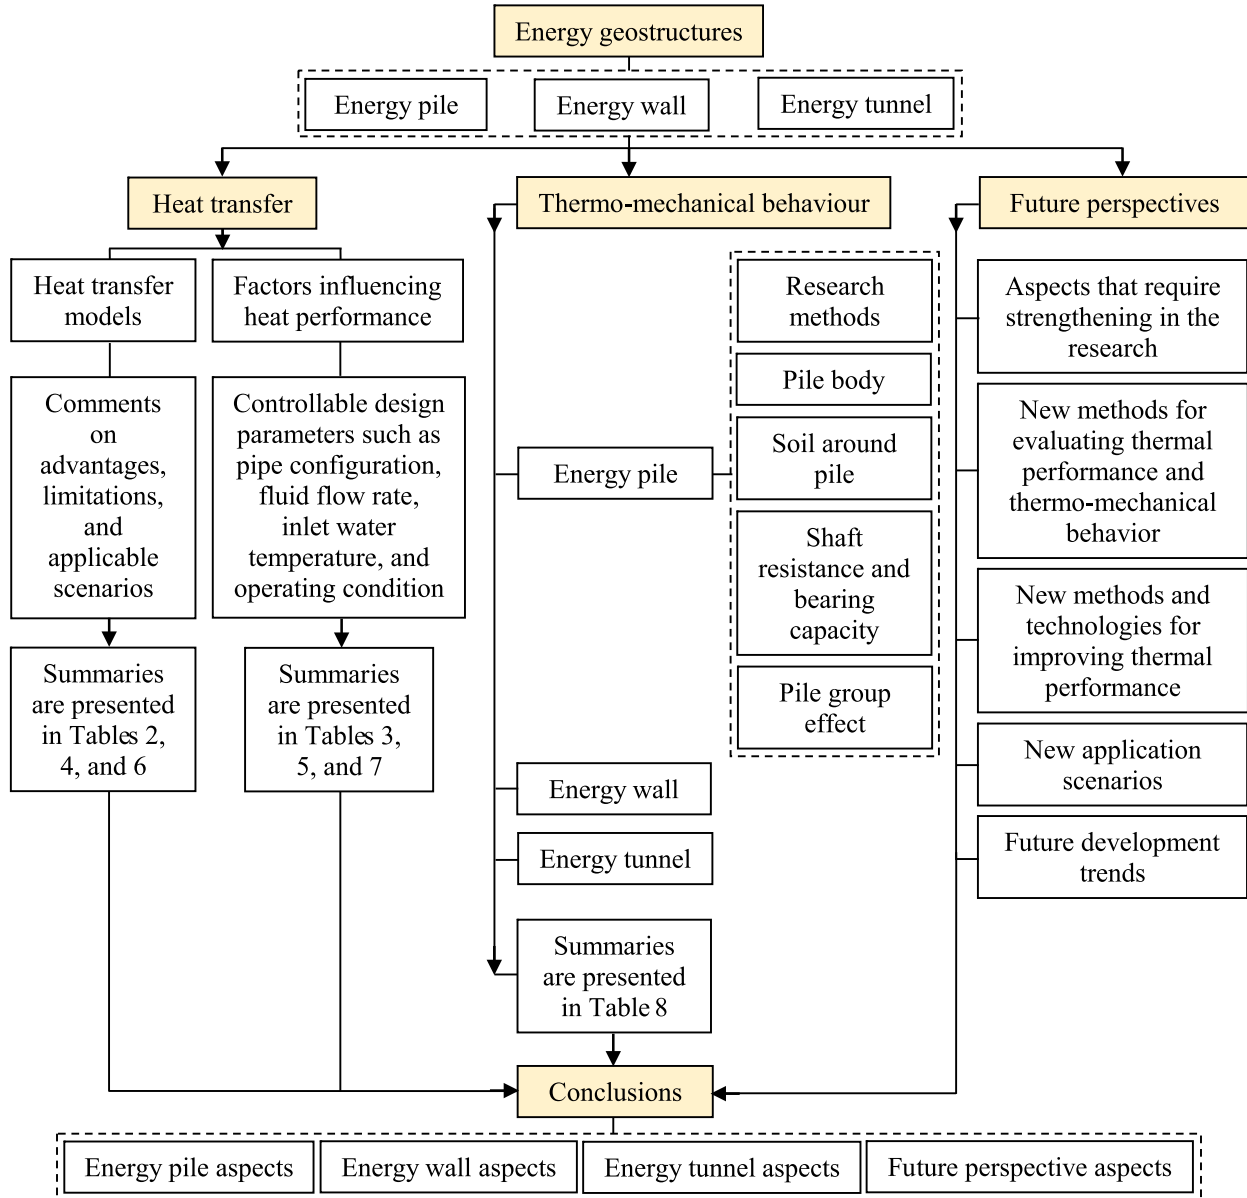 Energy geostructures
Energy pile
Energy wall
Energy tunnel
Heat transfer
Thermo-mechanical behaviour
Future perspectives
Heat transfer
models
Factors influencing
heat performance
Comments
on
advantages,
limitations,
and
applicable
scenarios
Controllable design
parameters such as
pipe configuration,
fluid flow rate,
inlet water
temperature, and
operating condition
Summaries
are presented
in Tables 2,
4, and 6
Summaries
are presented
in Tables 3,
5, and 7
Energy pile
Research
methods
Pile body
Soil around
pile
Shaft
resistance and
bearing
capacity
Pile group
effect
Energy wall
Energy tunnel
Summaries
are presented
in Table 8
Aspects that require
strengthening in the
research
New methods for
evaluating thermal
performance and
thermo-mechanical
behavior
New methods and
technologies for
improving thermal
performance
New application
scenarios
Future development
trends
Conclusions
Energy pile aspects
Energy wall aspects
Energy tunnel aspects
Future perspective aspects